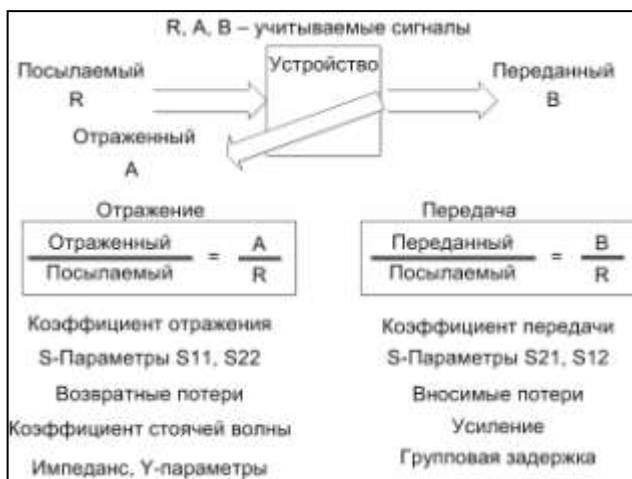 R, A, B – учитываемые сигналы
Посылаемый
R
Устройство
Переданный
B
Отраженный
A
Отражение
Отраженный
Посылаемый
=
A
R
Передача
Переданный
Посылаемый
=
B
R
Коэффициент отражения
S-Параметры S11, S22
Возвратные потери
Коэффициент стоячей волны
Импеданс, Y-параметры
Коэффициент передачи
S-Параметры S21, S12
Вносимые потери
Усиление
Групповая задержка